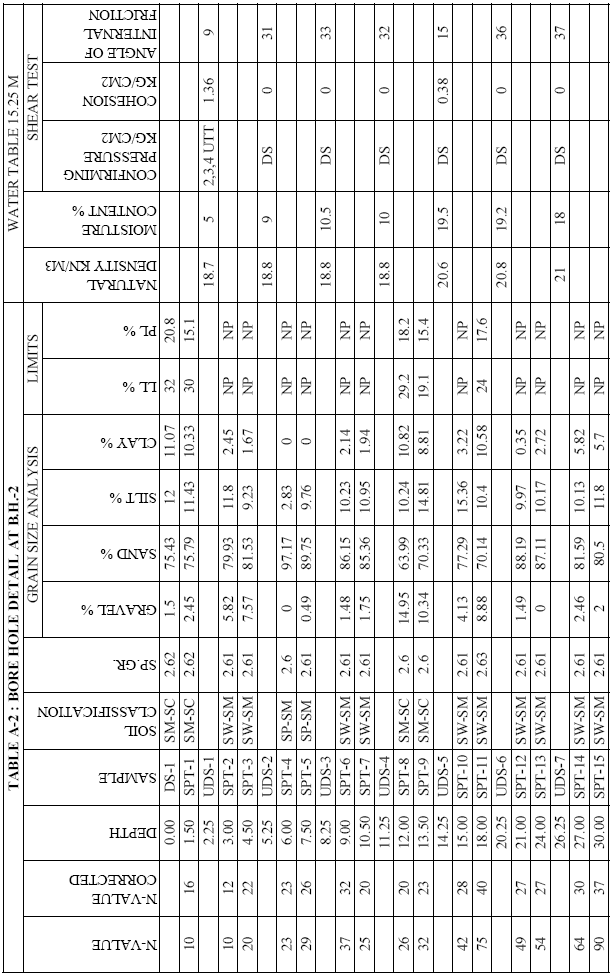 TABLE A-2 : BORE HOLE DETAIL AT B.H.-2
WATER TABLE 15.25 M
GRAIN SIZE ANALYSIS LIMITS SHEAR TEST
N-VALUE
N-VALUE
CORRECTED
DEPTH
SAMPLE
SOIL
CLASSIFICATION
SP.GR.
GRAVEL %
SAND %
SILT %
CLAY %
LL %
PL %
NATURAL
DENSITY KN/M3
MOISTURE
CONTENT %
CONFIRMING
PRESSURE
KG/CM2
COHESION
KG/CM2
ANGLE OF
INTERNAL
FRICTION
0.00 DS-1 SM-SC 2.62 1.5 75.43 12 11.07 32 20.8
10 16 1.50 SPT-1 SM-SC 2.62 2.45 75.79 11.43 10.33 30 15.1
2.25 UDS-1 18.7 5 2,3,4 UTT 1.36 9
10 12 3.00 SPT-2 SW-SM 2.61 5.82 79.93 11.8 2.45 NP NP
20 22 4.50 SPT-3 SW-SM 2.61 7.57 81.53 9.23 1.67 NP NP
5.25 UDS-2 18.8 9 DS 0 31
23 23 6.00 SPT-4 SP-SM 2.6 0 97.17 2.83 0 NP NP
29 26 7.50 SPT-5 SP-SM 2.61 0.49 89.75 9.76 0 NP NP
8.25 UDS-3 18.8 10.5 DS 0 33
37 32 9.00 SPT-6 SW-SM 2.61 1.48 86.15 10.23 2.14 NP NP
25 20 10.50 SPT-7 SW-SM 2.61 1.75 85.36 10.95 1.94 NP NP
11.25 UDS-4 18.8 10 DS 0 32
26 20 12.00 SPT-8 SM-SC 2.6 14.95 63.99 10.24 10.82 29.2 18.2
32 23 13.50 SPT-9 SM-SC 2.6 10.34 70.33 14.81 8.81 19.1 15.4
14.25 UDS-5 20.6 19.5 DS 0.38 15
42 28 15.00 SPT-10 SW-SM 2.61 4.13 77.29 15.36 3.22 NP NP
75 40 18.00 SPT-11 SW-SM 2.63 8.88 70.14 10.4 10.58 24 17.6
20.25 UDS-6 20.8 19.2 DS 0 36
49 27 21.00 SPT-12 SW-SM 2.61 1.49 88.19 9.97 0.35 NP NP
54 27 24.00 SPT-13 SW-SM 2.61 0 87.11 10.17 2.72 NP NP
26.25 UDS-7 21 18 DS 0 37
64 30 27.00 SPT-14 SW-SM 2.61 2.46 81.59 10.13 5.82 NP NP
90 37 30.00 SPT-15 SW-SM 2.61 2 80.5 11.8 5.7 NP NP